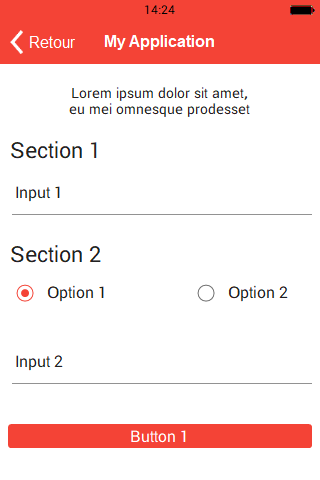 14:24
Retour My Application
Lorem ipsum dolor sit amet,
eu mei omnesque prodesset
Section 1
Input 1
Section 2
Option 1 Option 2
Input 2
Button 1